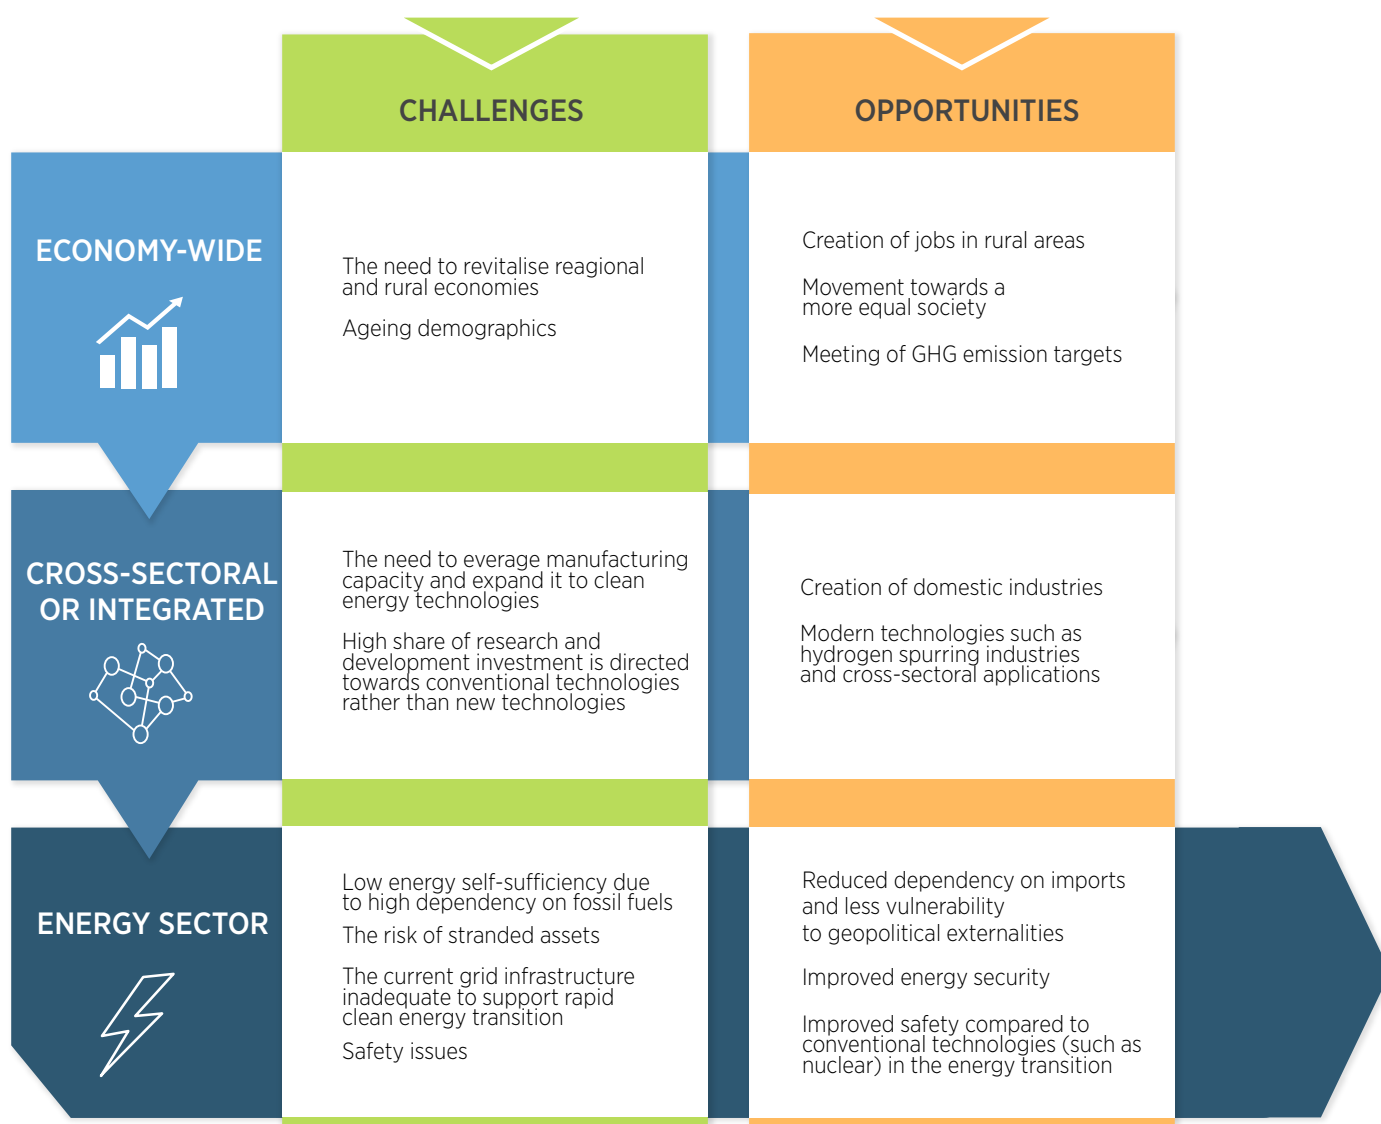 CHALLENGES
OPPORTUNITIES
ECONOMY-WIDE
The need to revitalise reagional
and rural economies
Ageing demographics
Creation of jobs in rural areas
Movement towards a
more equal society
Meeting of GHG emission targets
CROSS-SECTORAL
OR INTEGRATED
The need to everage manufacturing
capacity and expand it to clean
energy technologies
High share of research and
development investment is directed
towards conventional technologies
rather than new technologies
Creation of domestic industries
Modern technologies such as
hydrogen spurring industries
and cross-sectoral applications
ENERGY SECTOR
Low energy self-sufficiency due
to high dependency on fossil fuels
The risk of stranded assets
The current grid infrastructure
inadequate to support rapid
clean energy transition
Safety issues
Reduced dependency on imports
and less vulnerability
to geopolitical externalities
Improved energy security
Improved safety compared to
conventional technologies (such as
nuclear) in the energy transition